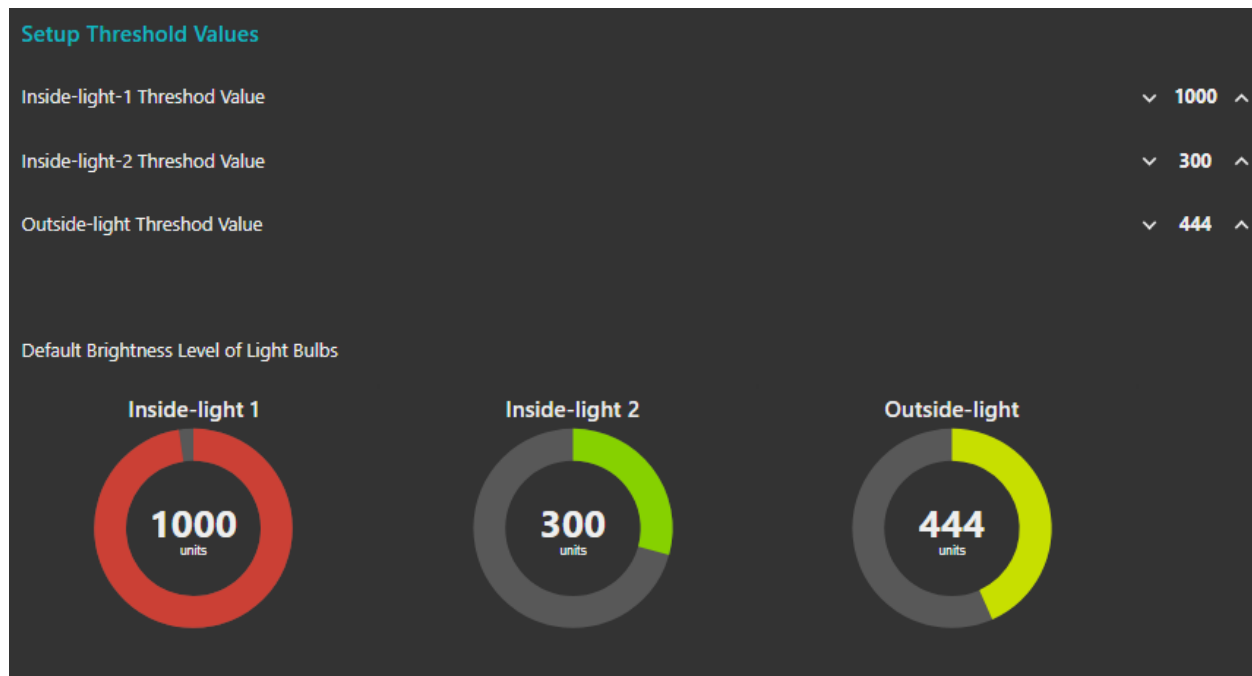 Setup Threshold Values
Inside-light-1 Threshod Value 1000
Inside-light-2 Threshod Value 300
Outside-light Threshod Value 444
Default Brightness Level of Light Bulbs
Inside-light 1 Inside-light 2 Outside-light
1000 300 444
units units units